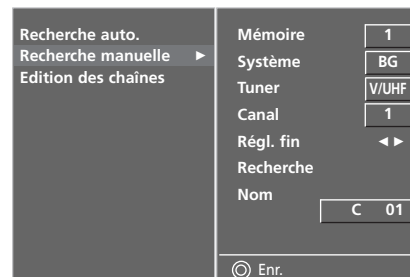 Recherche auto.
Recherche manuelle ►
Edition des chaînes
Mémoire 1
Système BG
Tuner V/UHF
Canal 1
Régl. fin ◄ ►
Recherche
Nom
C 01
Enr.